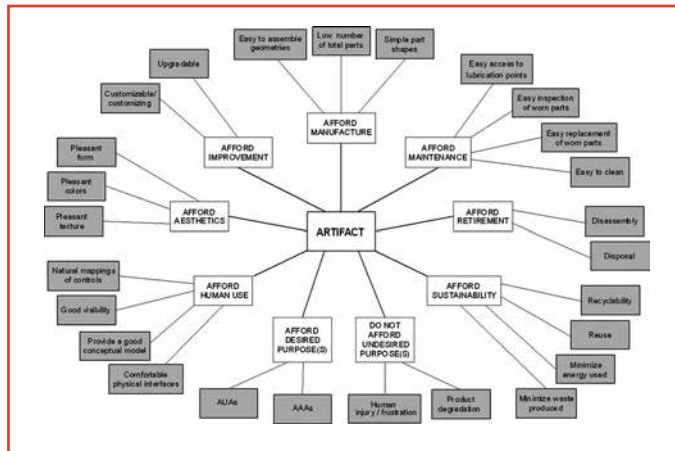 Easy to assemble
geometries
Low number
of total parts
Simple part
shapes
Upgradable
Customizable/
customizing
AFFORD
IMPROVEMENT
AFFORD
MANUFACTURE
Easy access to
lubrication points
Easy inspection
of worn parts
Easy replacement
of worn parts
Easy to clean
AFFORD
MAINTENANCE
Pleasant
form
Pleasant
colors
Pleasant
texture
AFFORD
AESTHETICS
ARTIFACT
AFFORD
RETIREMENT
Disassembly
Disposal
Natural mappings
of controls
Good visibility
Provide a good
conceptual model
Comfortable
physical interfaces
AFFORD
HUMAN USE
AFFORD
SUSTAINABILITY
Recyclability
Reuse
Minimize
energy used
Minimize waste
produced
AFFORD
DESIRED
PURPOSE(S)
DO NOT
AFFORD
UNDESIRED
PURPOSE(S)
AUAs
AAAs
Human
injury / frustration
Product
degradation